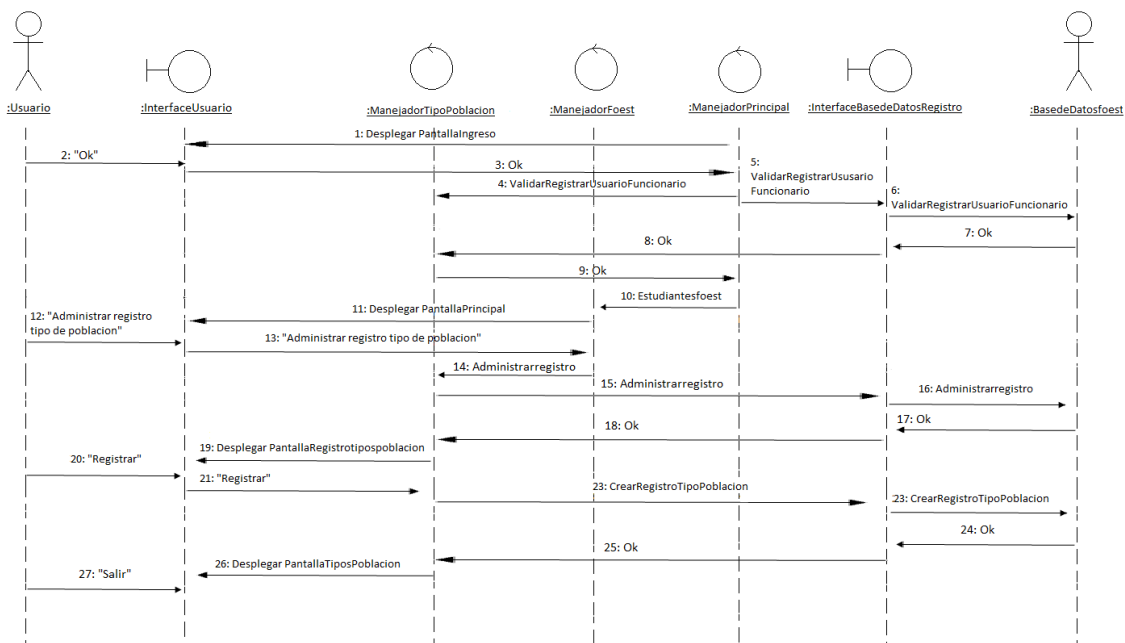 :Usuario
:InterfaceUsuario
:ManejadorTipoPoblacion
:ManejadorFoest
:ManejadorPrincipal
:InterfaceBasedeDatosRegistro
:BasedeDatosfoest
1: Desplegar PantallaIngreso
2: "Ok"
3: Ok
4: ValidarRegistrarUsuarioFuncionario
5:
ValidarRegistrarUsusario
Funcionario
6:
ValidarRegistrarUsuarioFuncionario
7: Ok
8: Ok
9: Ok
10: Estudiantesfoest
11: Desplegar PantallaPrincipal
12: "Administrar registro
tipo de poblacion"
13: "Administrar registro tipo de poblacion"
14: Administrarregistro
15: Administrarregistro
16: Administrarregistro
17: Ok
18: Ok
19: Desplegar PantallaRegistrotipospoblacion
20: "Registrar"
21: "Registrar"
23: CrearRegistroTipoPoblacion
23: CrearRegistroTipoPoblacion
24: Ok
25: Ok
26: Desplegar PantallaTiposPoblacion
27: "Salir"